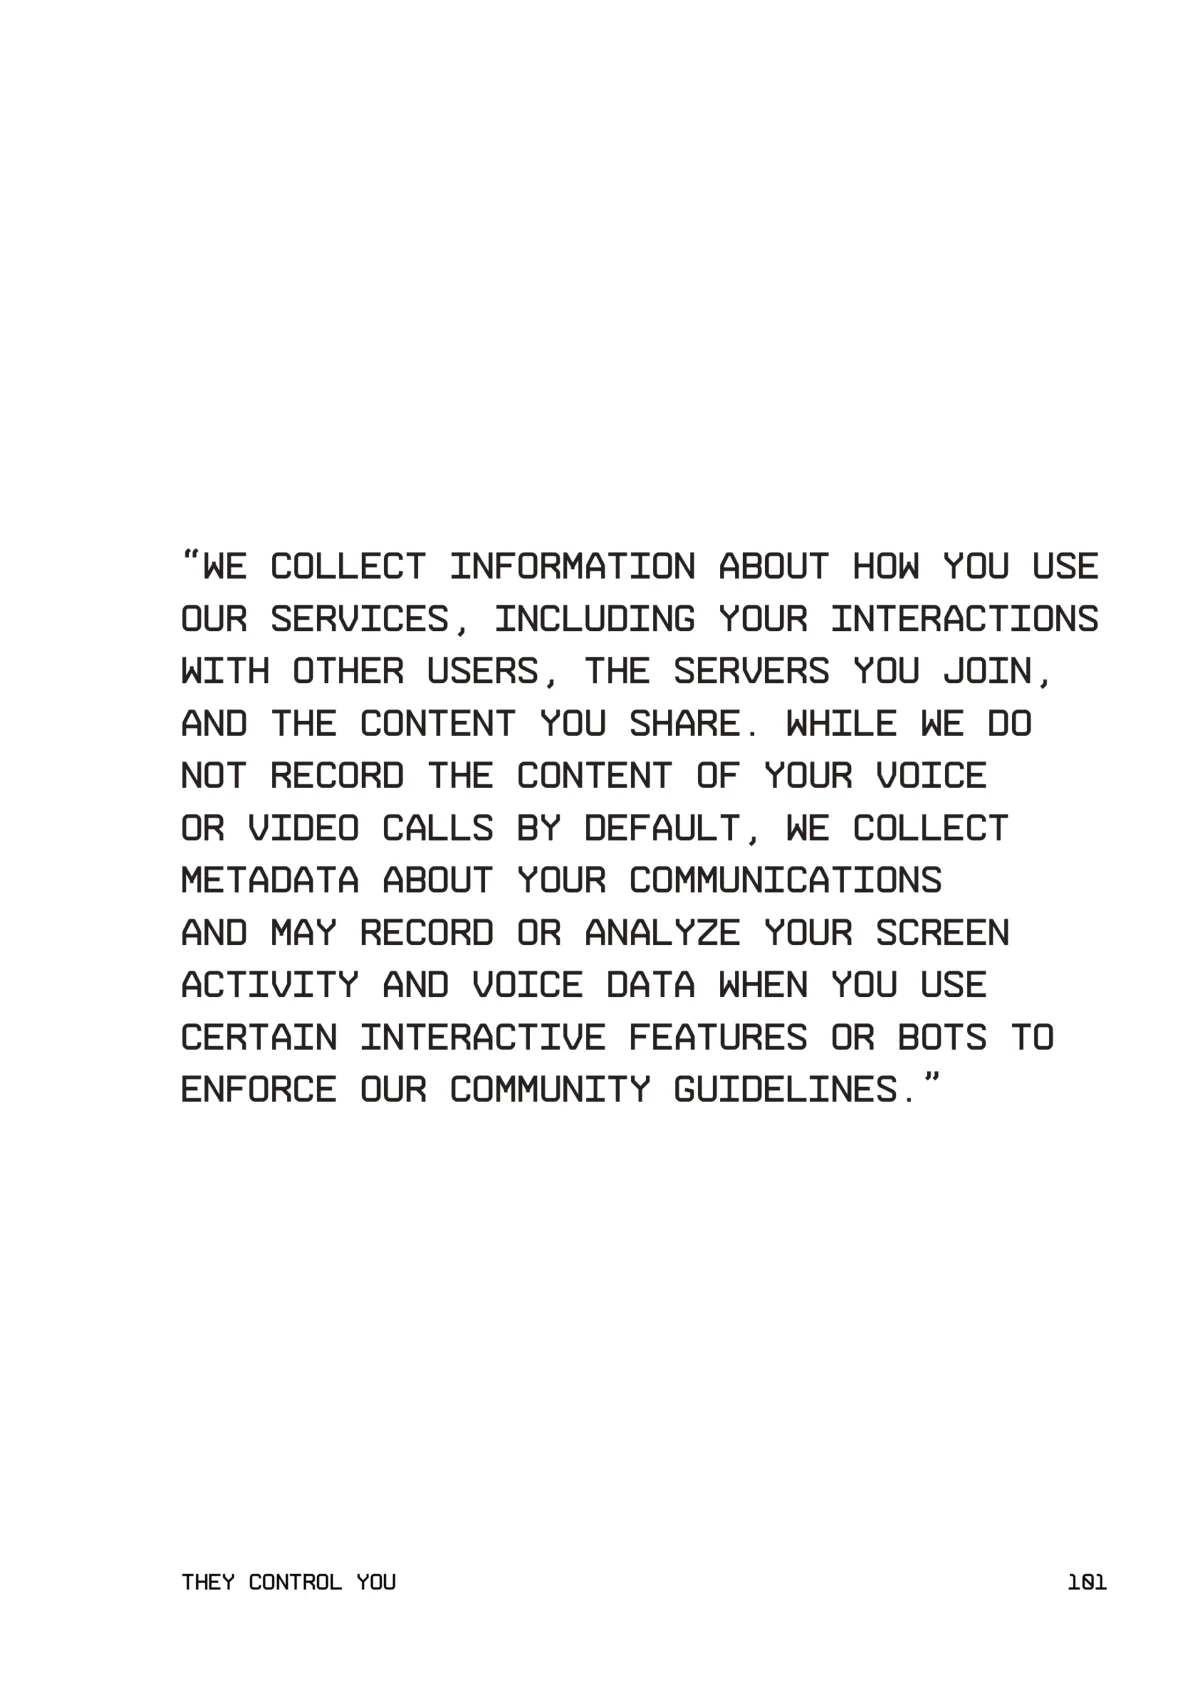 “WE COLLECT INFORMATION ABOUT HOW YOU USE
OUR SERVICES, INCLUDING YOUR INTERACTIONS
WITH OTHER USERS, THE SERVERS YOU JOIN,
AND THE CONTENT YOU SHARE. WHILE WE DO
NOT RECORD THE CONTENT OF YOUR VOICE
OR VIDEO CALLS BY DEFAULT, WE COLLECT
METADATA ABOUT YOUR COMMUNICATIONS
AND MAY RECORD OR ANALYZE YOUR SCREEN
ACTIVITY AND VOICE DATA WHEN YOU USE
CERTAIN INTERACTIVE FEATURES OR BOTS TO
ENFORCE OUR COMMUNITY GUIDELINES.”
THEY CONTROL YOU
101